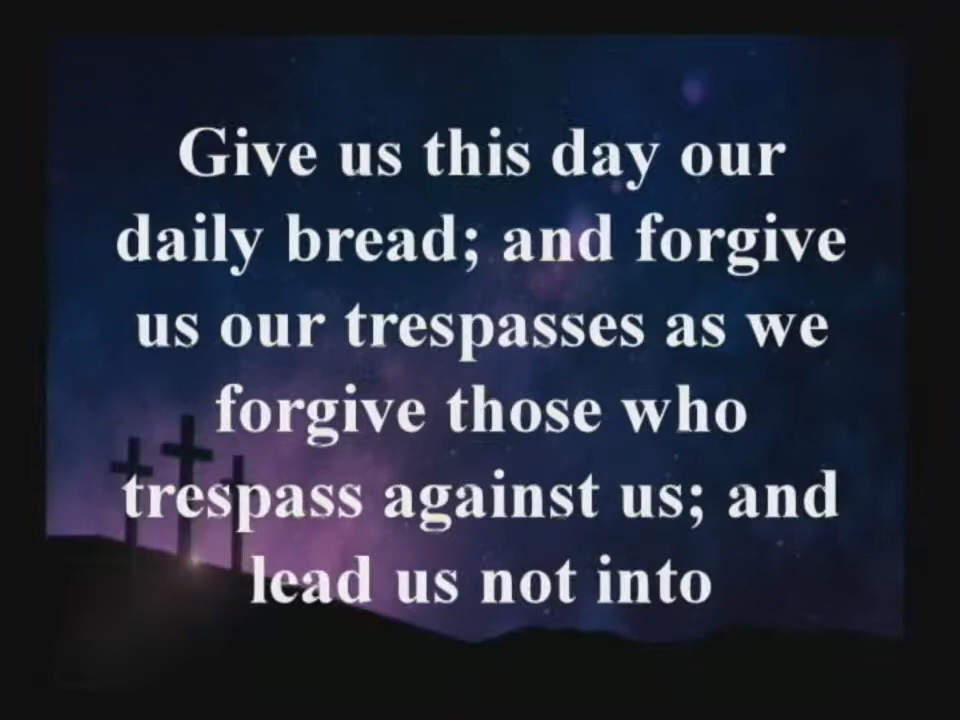 Give us this day our
daily bread; and forgive
us our trespasses as we
forgive those who
trespass against us; and
lead us not into